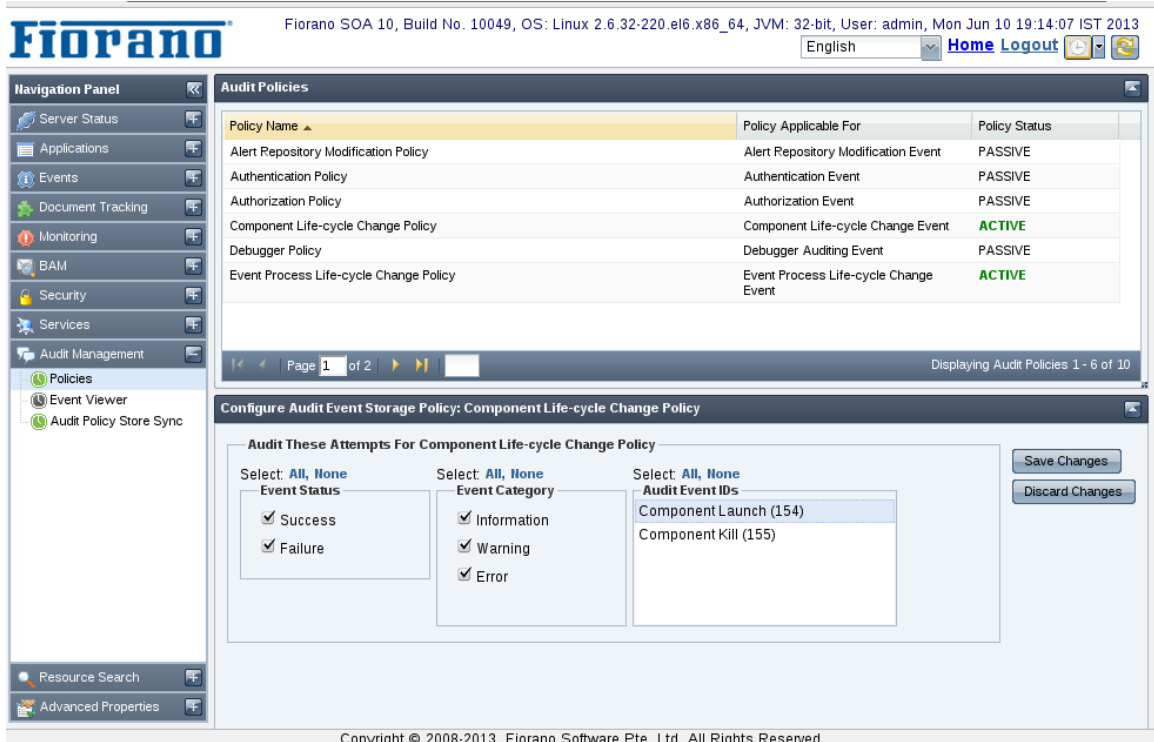 Fiorano
Fiorano SOA 10, Build No. 10049, OS: Linux 2.6.32-220.el6.x86_64, JVM: 32-bit, User: admin, Mon Jun 10 19:14:07 IST 2013
English Home Logout
Navigation Panel
Server Status
Applications
Events
Document Tracking
Monitoring
BAM
Security
Services
Audit Management
Policies
Event Viewer
Audit Policy Store Sync
Resource Search
Advanced Properties
Audit Policies
Policy Name Policy Applicable For Policy Status
Alert Repository Modification Policy Alert Repository Modification Event PASSIVE
Authentication Policy Authentication Event PASSIVE
Authorization Policy Authorization Event PASSIVE
Component Life-cycle Change Policy Component Life-cycle Change Event ACTIVE
Debugger Policy Debugger Auditing Event PASSIVE
Event Process Life-cycle Change Policy Event Process Life-cycle Change ACTIVE
Event
Page 1 of 2 Displaying Audit Policies 1 - 6 of 10
Configure Audit Event Storage Policy: Component Life-cycle Change Policy
Audit These Attempts For Component Life-cycle Change Policy
Select: All, None Select: All, None Select: All, None
Event Status Event Category Audit Event IDs
Success Information Component Launch (154)
Failure Warning Component Kill (155)
Error
Save Changes
Discard Changes
Copyright © 2008-2013, Fiorano Software Pte. Ltd. All Rights Reserved